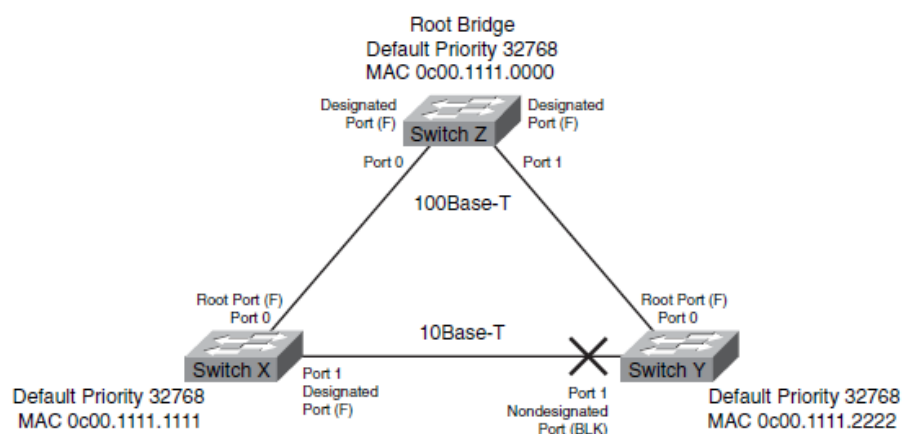 Root Bridge
Default Priority 32768
MAC 0c00.1111.0000
Designated
Port (F)
Designated
Port (F)
Switch Z
Port 0
Port 1
100Base-T
Root Port (F)
Port 0
Root Port (F)
Port 0
10Base-T
Switch X
Switch Y
Port 1
Designated
Port (F)
Port 1
Nondesignated
Port (BLK)
Default Priority 32768
MAC 0c00.1111.1111
Default Priority 32768
MAC 0c00.1111.2222